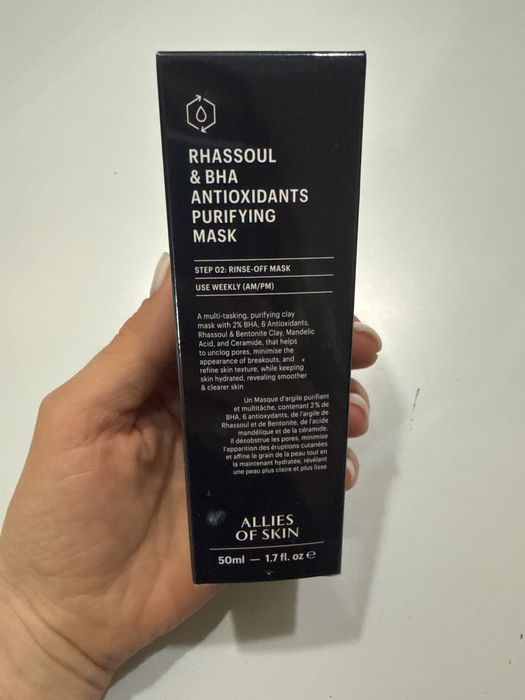 RHASSOUL
& BHA
ANTIOXIDANTS
PURIFYING
MASK
STEP 02: RINSE-OFF MASK
USE WEEKLY (AM/PM)
A multi-tasking, purifying clay
mask with 2% BHA, 6 Antioxidants,
Rhassoul & Bentonite Clay, Mandelic
Acid, and Ceramide, that helps
to unclog pores, minimise the
appearance of breakouts, and
refine skin texture, while keeping
skin hydrated, revealing smoother
& clearer skin
Un Masque d'argile purifiant
et multitâche, contenant 2% de
BHA, 6 antioxydants, de l'argile de
Rhassoul et de Bentonite, de l'acide
mandélique et de la céramide.
Il désobstrue les pores, minimise
l'apparition des éruptions cutanées
et affine le grain de la peau tout en
la maintenant hydratée, révélant
une peau plus claire et plus lisse
ALLIES
OF SKIN
50ml — 1.7 fl. oz ℮